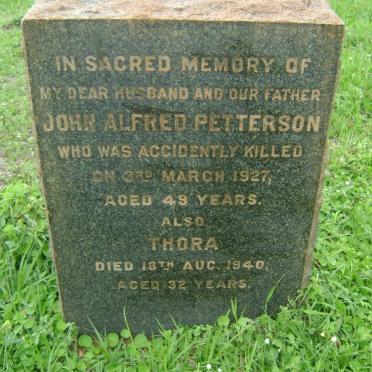 IN SACRED MEMORY OF
MY DEAR HUSBAND AND OUR FATHER
JOHN ALFRED PETTERSON
WHO WAS ACCIDENTLY KILLED
ON 3RD MARCH 1927,
AGED 49 YEARS.
ALSO
THORA
DIED 18TH AUG. 1940,
AGED 32 YEARS.